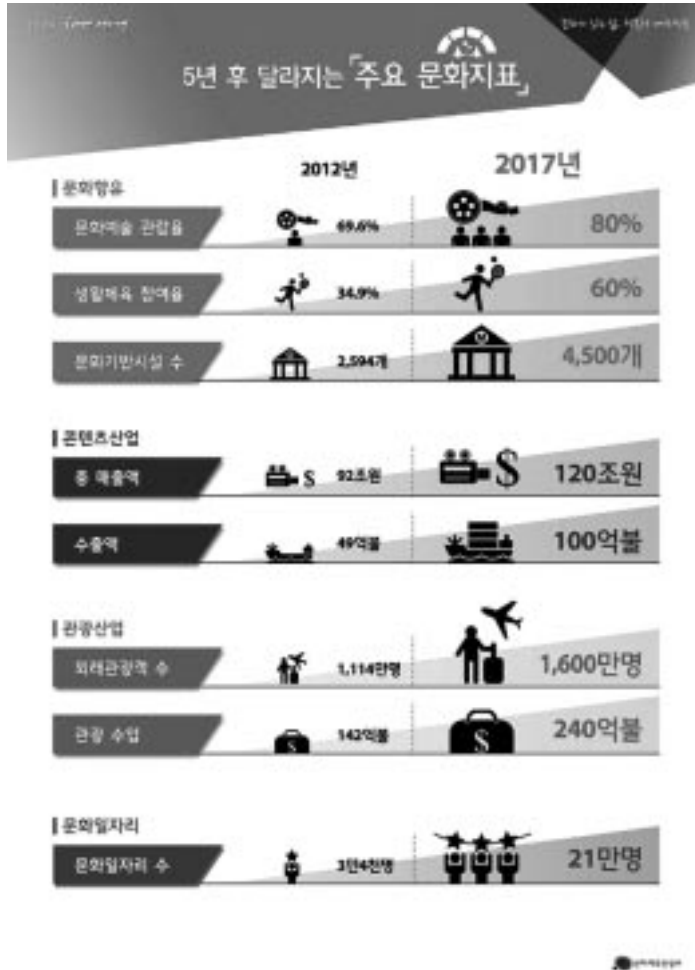 5년 후 달라지는 「주요 문화지표」
2012년 2017년
문화향유
문화예술 관람율 69.6% 80%
생활체육 참여율 34.9% 60%
문화기반시설 수 2,594개 4,500개
콘텐츠산업
총 매출액 $ 92조원 $ 120조원
수출액 49억불 100억불
관광산업
외래관광객 수 1,114만명 1,600만명
관광 수입 142억불 $ 240억불
문화일자리
문화일자리 수 3만4천명 21만명